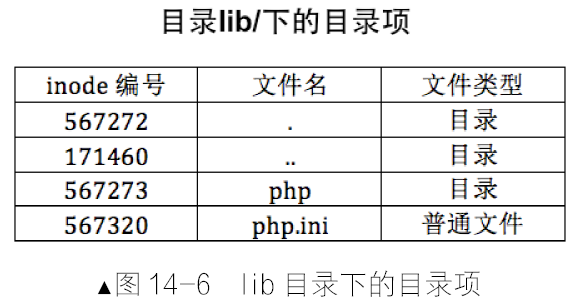 目录lib/下的目录项
inode 编号 文件名 文件类型
567272 . 目录
171460 .. 目录
567273 php 目录
567320 php.ini 普通文件
▲图 14-6 lib 目录下的目录项